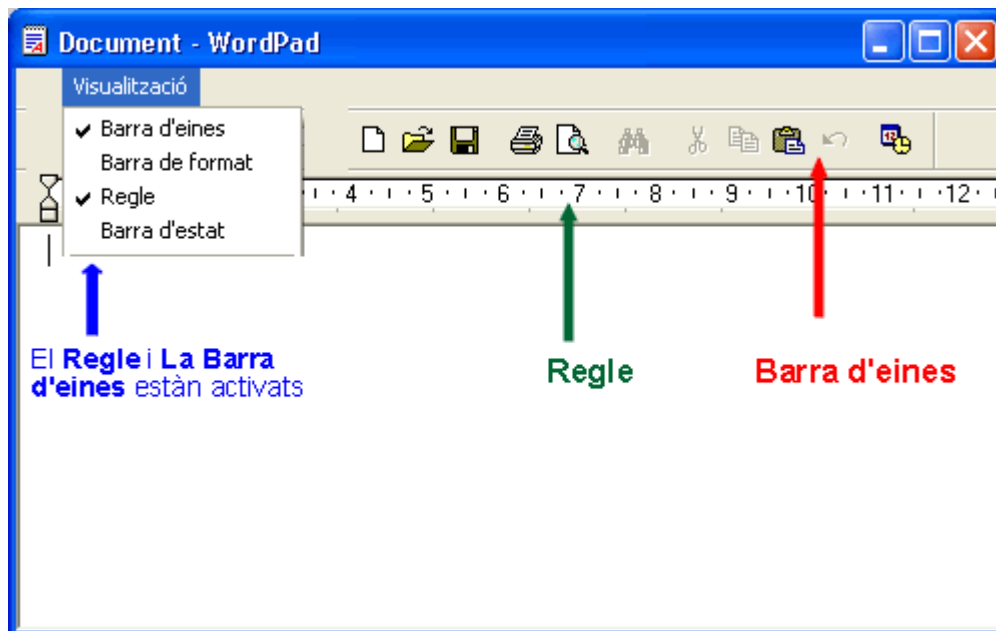 Document - WordPad
Visualització
Barra d'eines
Barra de format
Regle
Barra d'estat
4 5 6 7 8 9 10 11 12
El Regle i La Barra
d'eines estàn activats
Regle
Barra d'eines